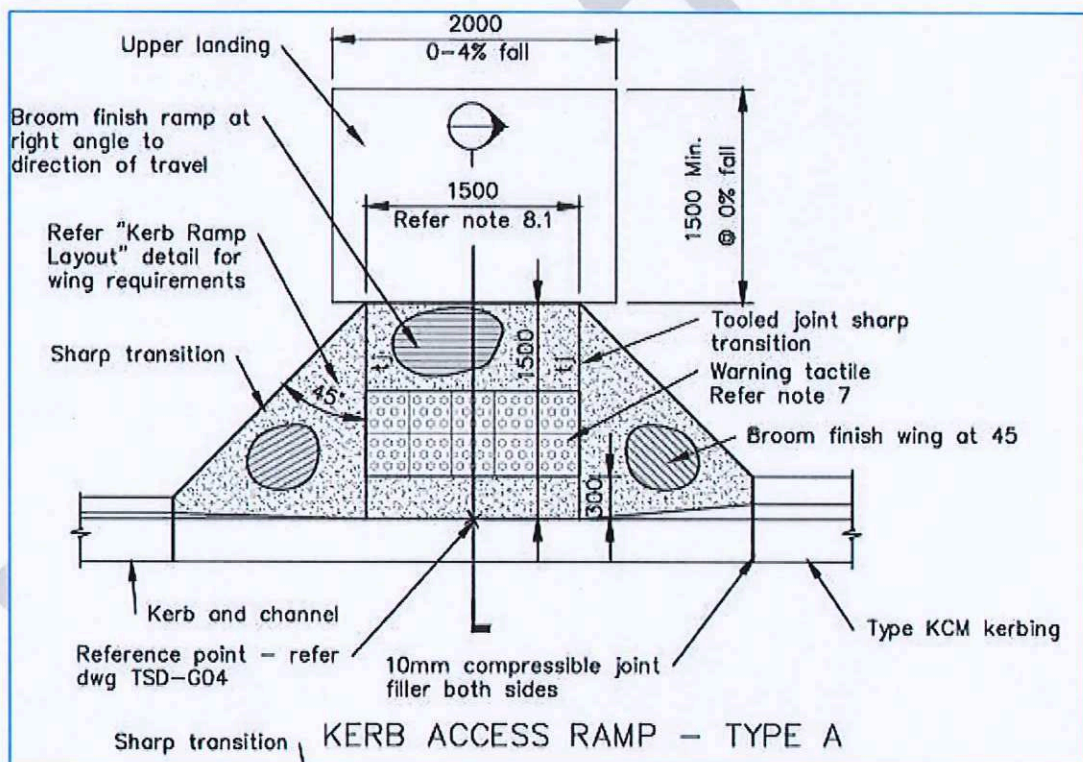 2000
0-4% fall
Upper landing
Broom finish ramp at
right angle to
direction of travel
1500
Refer note 8.1
1500 Min.
@ 0% fall
Refer "Kerb Ramp
Layout" detail for
wing requirements
Sharp transition
45°
tj
1500
tj
Tooled joint sharp
transition
Warning tactile
Refer note 7
Broom finish wing at 45
300
Kerb and channel
Reference point - refer
dwg TSD-G04
10mm compressible joint
filler both sides
Type KCM kerbing
Sharp transition
KERB ACCESS RAMP - TYPE A